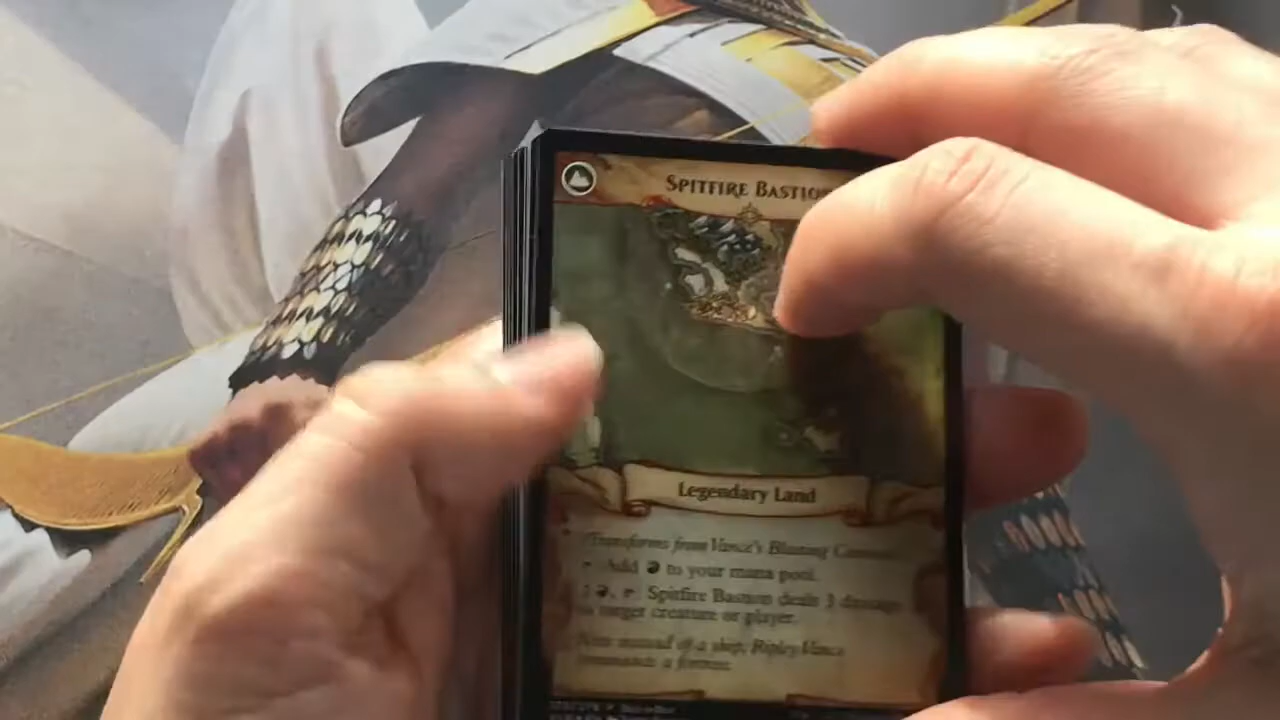 SPITFIRE BASTION
Legendary Land
(Transforms from Vance's Blasting Cannons.)
Add to your mana pool.
Spitfire Bastion deals 3 damage
to target creature or player.
Now instead of a ship, Ripley Vance
commands a fortress.